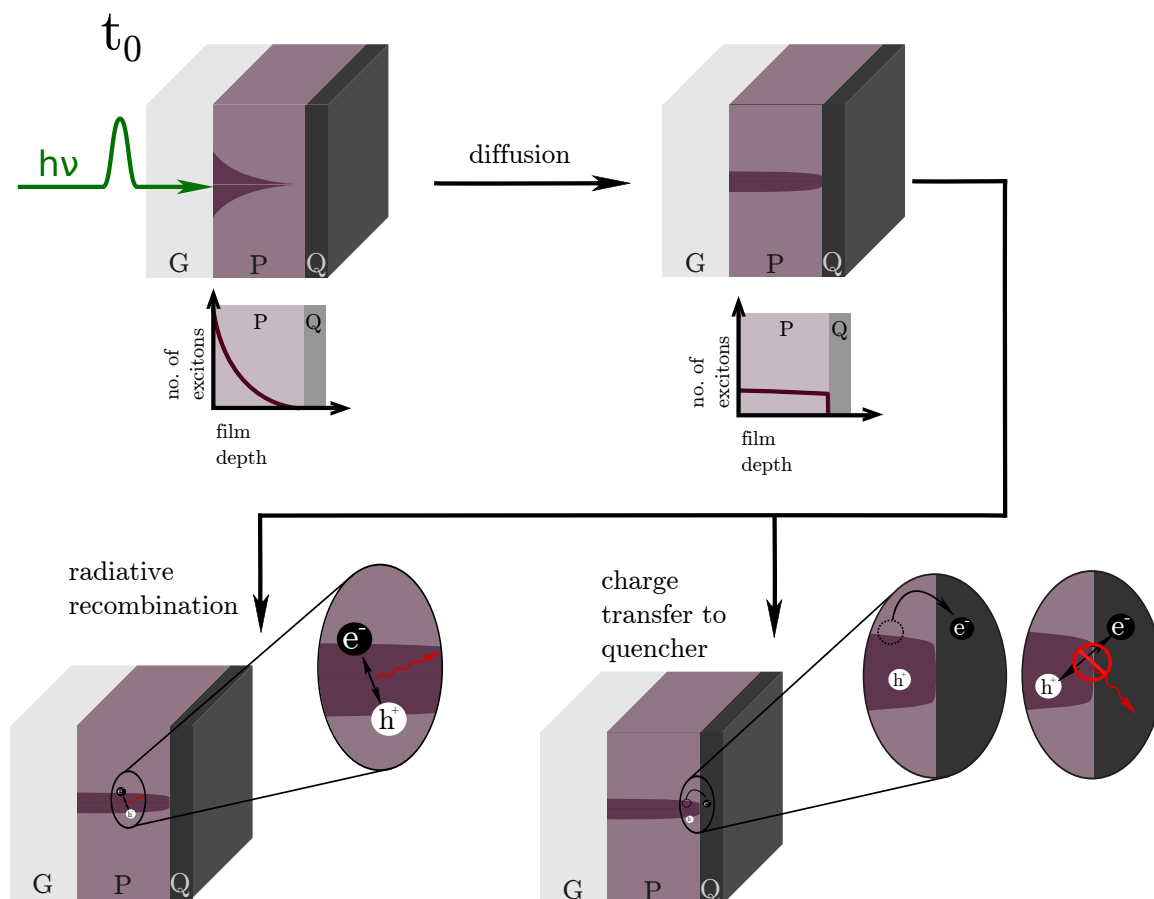 t₀
hν
G P Q
diffusion
G P Q
no. of
excitons
P Q
film
depth
no. of
excitons
P Q
film
depth
radiative
recombination
e⁻
h⁺
e⁻
h
G P Q
charge
transfer to
quencher
e⁻
h⁺
e⁻
h⁺
e⁻
h
G P Q